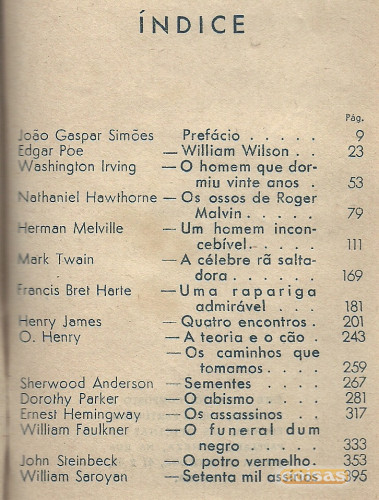 ÍNDICE
Pág.
João Gaspar Simões Prefácio . . . . . 9
Edgar Poe — William Wilson . . . 23
Washington Irving — O homem que dor-
miu vinte anos . 53
Nathaniel Hawthorne — Os ossos de Roger
Malvin . . . . . 79
Herman Melville — Um homem incon-
cebível. . . . . 111
Mark Twain — A célebre rã salta-
dora . . . . . 169
Francis Bret Harte — Uma rapariga
admirável . . . 181
Henry James — Quatro encontros . 201
O. Henry — A teoria e o cão . 243
— Os caminhos que
tomamos. . . . 259
Sherwood Anderson — Sementes . . . . 267
Dorothy Parker — O abismo . . . . 281
Ernest Hemingway — Os assassinos . . 317
William Faulkner — O funeral dum
negro . . . . . 333
John Steinbeck — O potro vermelho . 353
William Saroyan — Setenta mil assírios 395
coisas